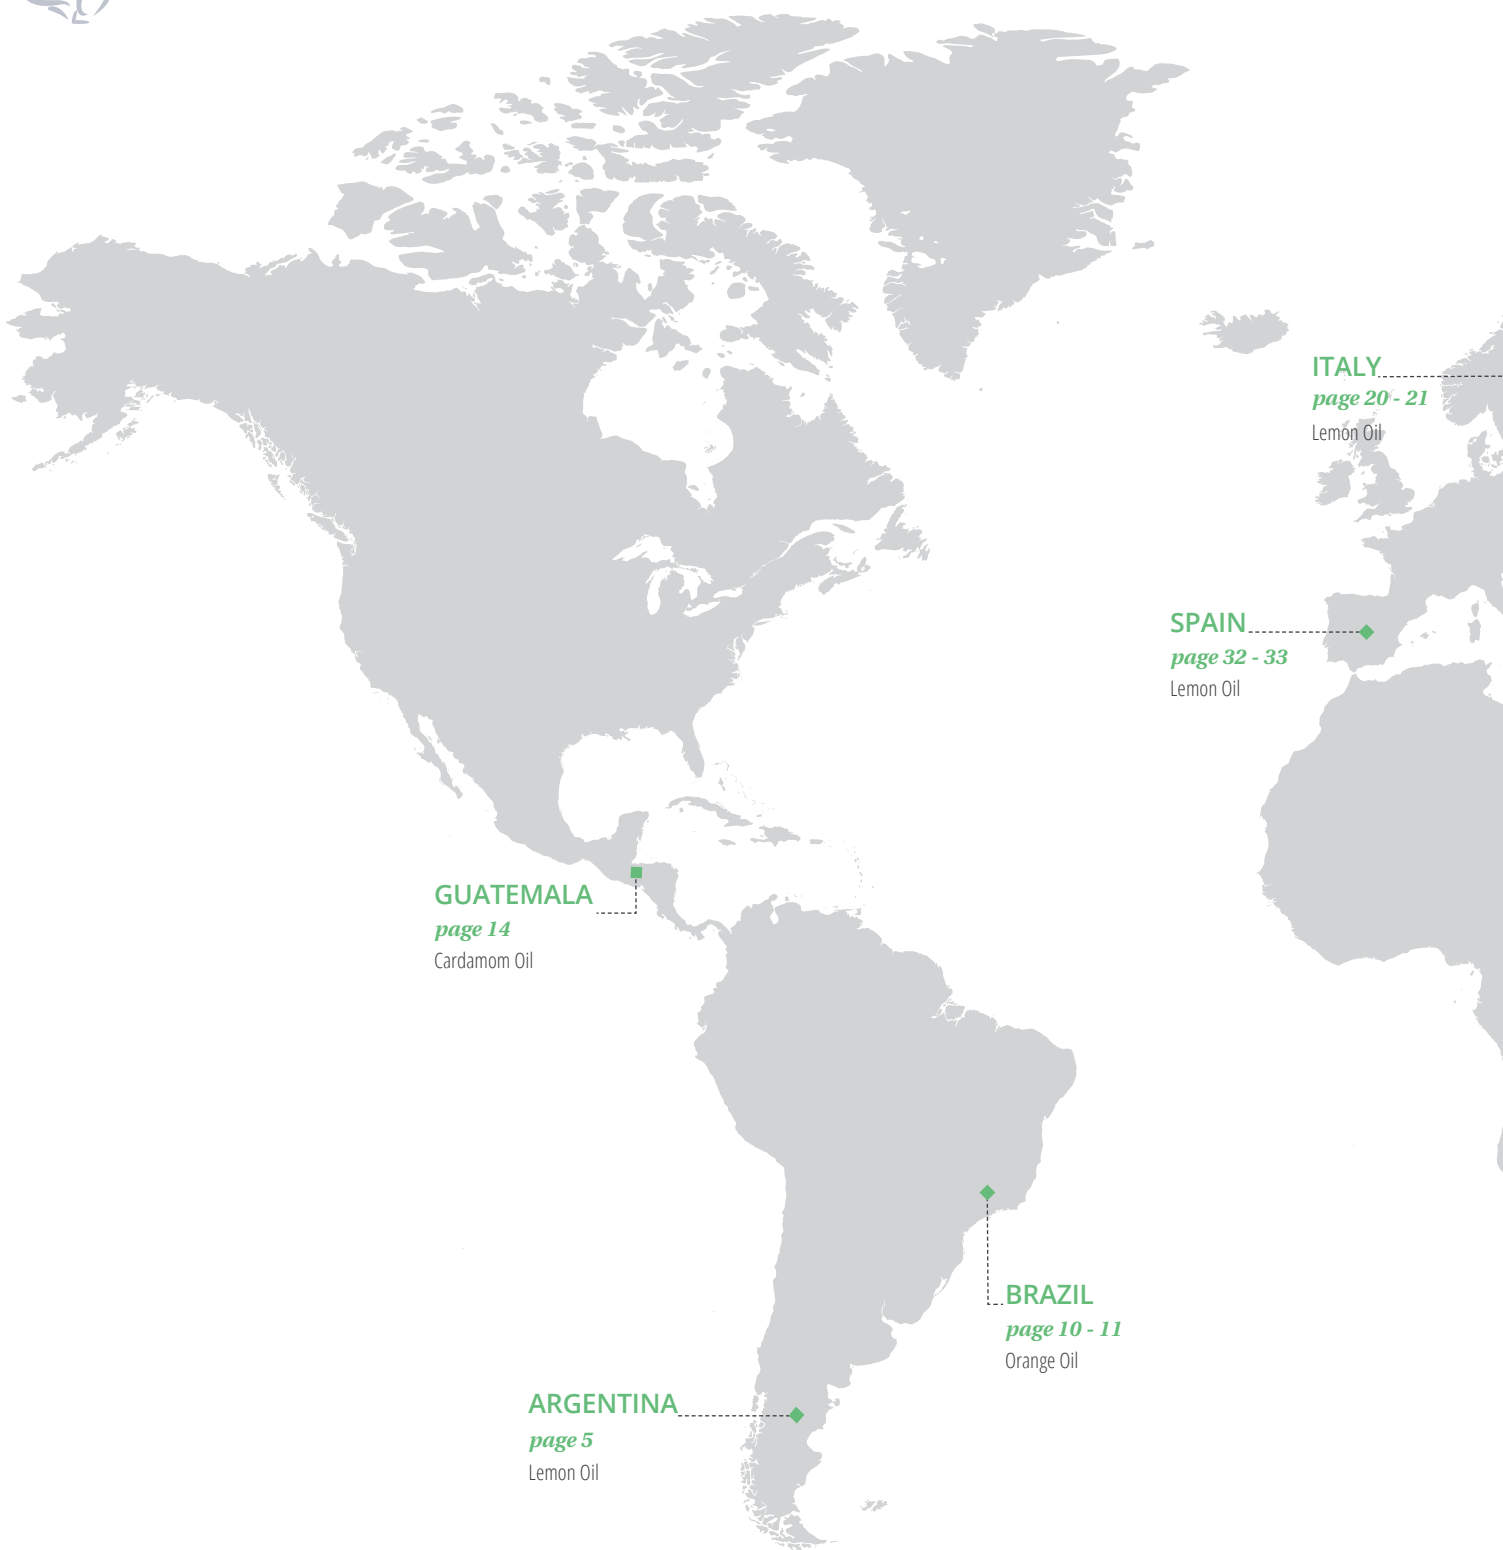 ITALY
page 20 - 21
Lemon Oil
SPAIN
page 32 - 33
Lemon Oil
GUATEMALA
page 14
Cardamom Oil
BRAZIL
page 10 - 11
Orange Oil
ARGENTINA
page 5
Lemon Oil